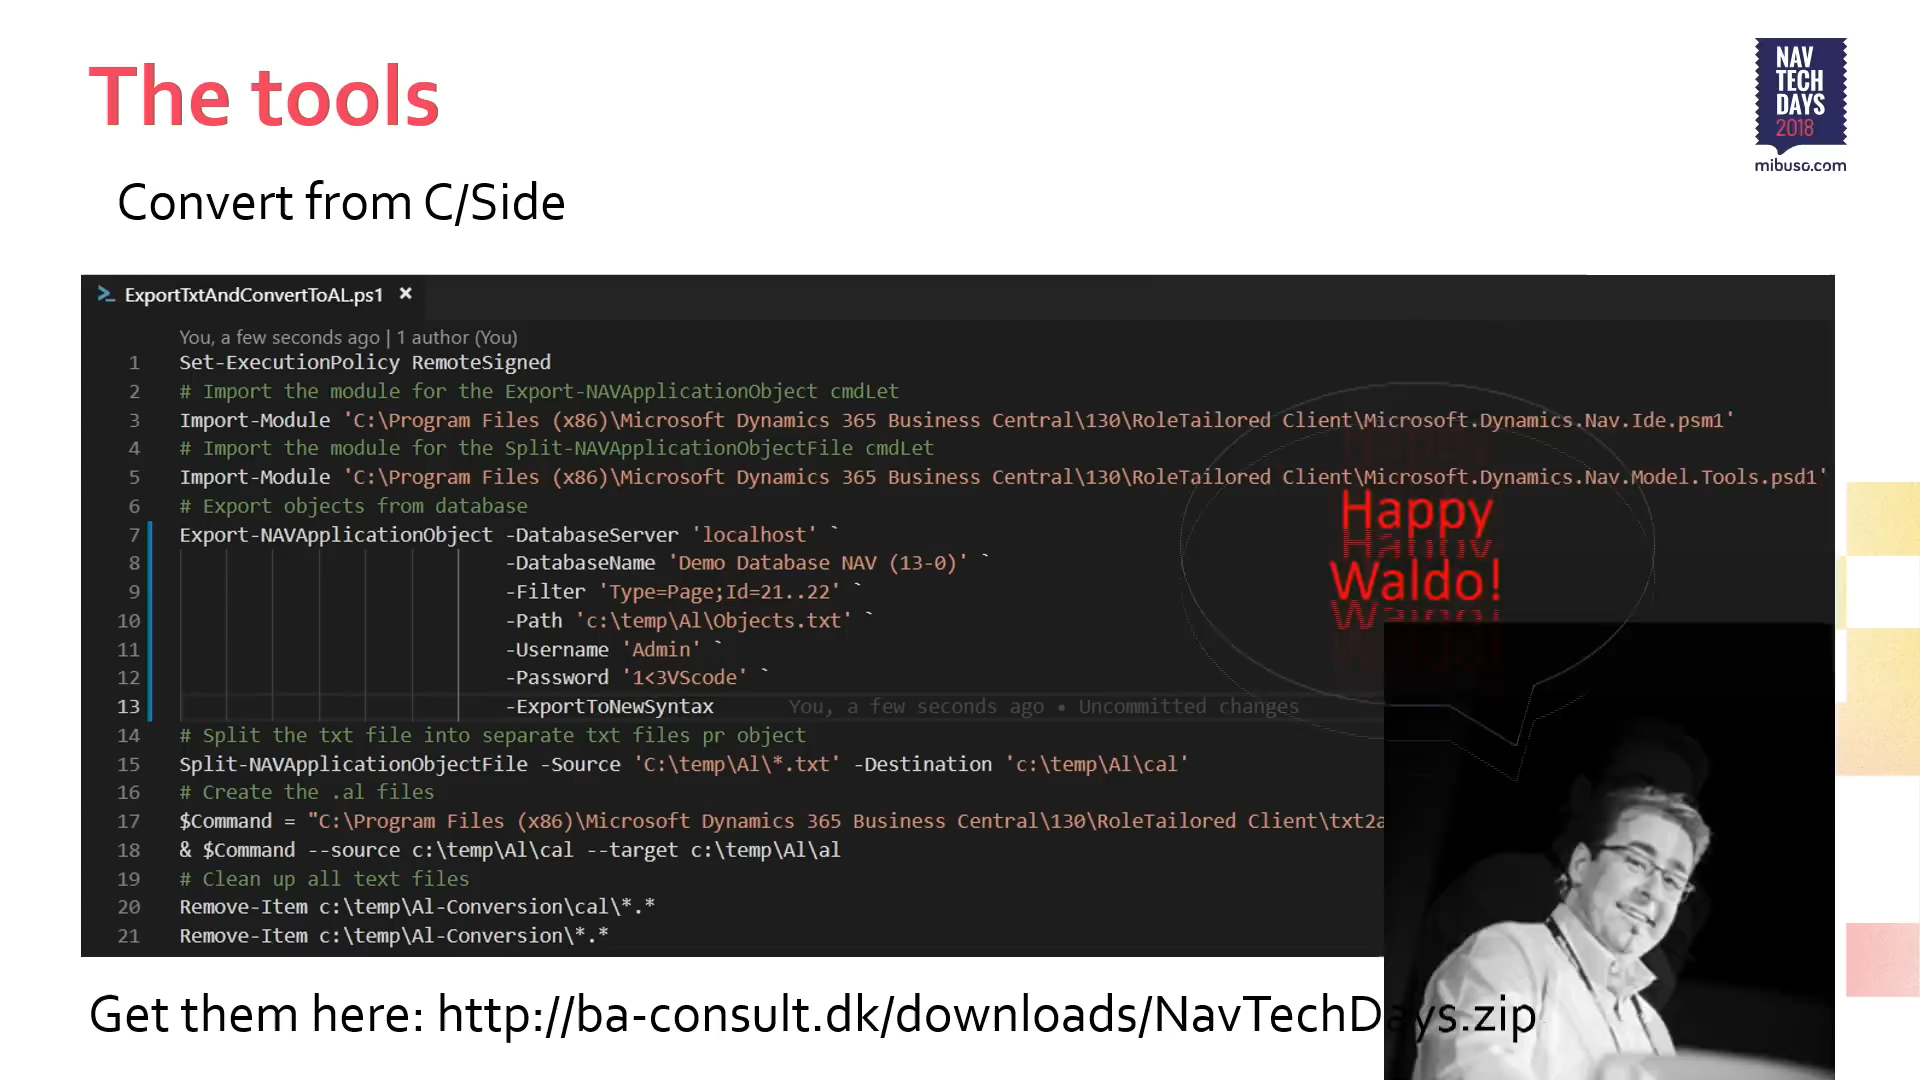 The tools
NAV
TECH
DAYS
2018
mibuso.com
Convert from C/Side
ExportTxtAndConvertToAL.ps1
You, a few seconds ago | 1 author (You)
1 Set-ExecutionPolicy RemoteSigned
2 # Import the module for the Export-NAVApplicationObject cmdLet
3 Import-Module 'C:\Program Files (x86)\Microsoft Dynamics 365 Business Central\130\RoleTailored Client\Microsoft.Dynamics.Nav.Ide.psm1'
4 # Import the module for the Split-NAVApplicationObjectFile cmdLet
5 Import-Module 'C:\Program Files (x86)\Microsoft Dynamics 365 Business Central\130\RoleTailored Client\Microsoft.Dynamics.Nav.Model.Tools.psd1'
6 # Export objects from database
7 Export-NAVApplicationObject -DatabaseServer 'localhost' `
8 -DatabaseName 'Demo Database NAV (13-0)' `
9 -Filter 'Type=Page;Id=21..22' `
10 -Path 'c:\temp\Al\Objects.txt' `
11 -Username 'Admin' `
12 -Password '1<3VScode' `
13 -ExportToNewSyntax You, a few seconds ago • Uncommitted changes
14 # Split the txt file into separate txt files pr object
15 Split-NAVApplicationObjectFile -Source 'C:\temp\Al\*.txt' -Destination 'c:\temp\Al\cal'
16 # Create the .al files
17 $Command = "C:\Program Files (x86)\Microsoft Dynamics 365 Business Central\130\RoleTailored Client\txt2a
18 & $Command --source c:\temp\Al\cal --target c:\temp\Al\al
19 # Clean up all text files
20 Remove-Item c:\temp\Al-Conversion\cal\*.*
21 Remove-Item c:\temp\Al-Conversion\*.*
Happy
Waldo!
Get them here: http://ba-consult.dk/downloads/NavTechDays.zip